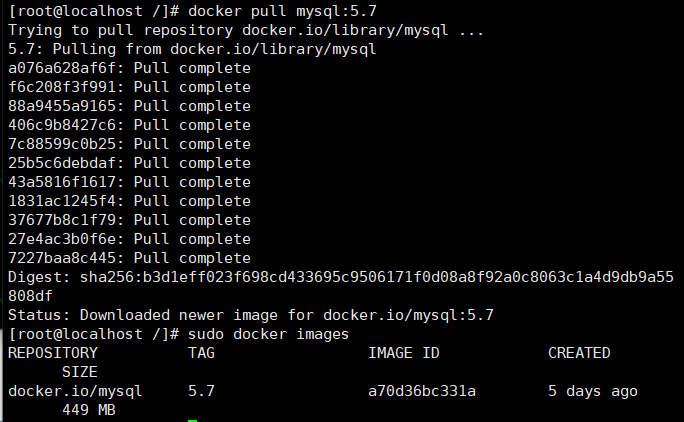 [root@localhost /]# docker pull mysql:5.7
Trying to pull repository docker.io/library/mysql ...
5.7: Pulling from docker.io/library/mysql
a076a628af6f: Pull complete
f6c208f3f991: Pull complete
88a9455a9165: Pull complete
406c9b8427c6: Pull complete
7c88599c0b25: Pull complete
25b5c6debdaf: Pull complete
43a5816f1617: Pull complete
1831ac1245f4: Pull complete
37677b8c1f79: Pull complete
27e4ac3b0f6e: Pull complete
7227baa8c445: Pull complete
Digest: sha256:b3d1eff023f698cd433695c9506171f0d08a8f92a0c8063c1a4d9db9a55
808df
Status: Downloaded newer image for docker.io/mysql:5.7
[root@localhost /]# sudo docker images
REPOSITORY          TAG                 IMAGE ID            CREATED
      SIZE
docker.io/mysql     5.7                 a70d36bc331a        5 days ago
      449 MB